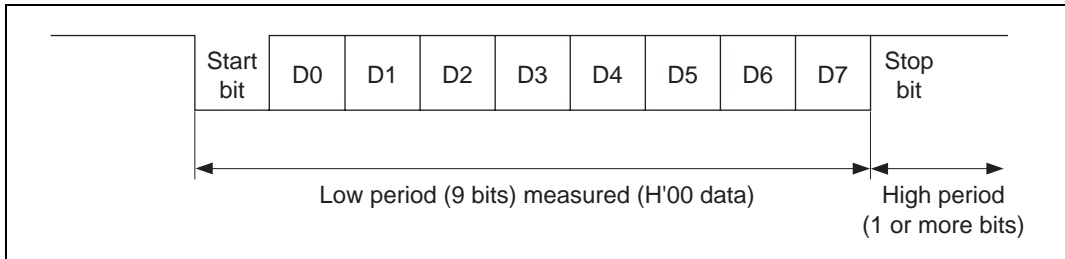 Start
bit
D0
D1
D2
D3
D4
D5
D6
D7
Stop
bit
Low period (9 bits) measured (H'00 data)
High period
(1 or more bits)